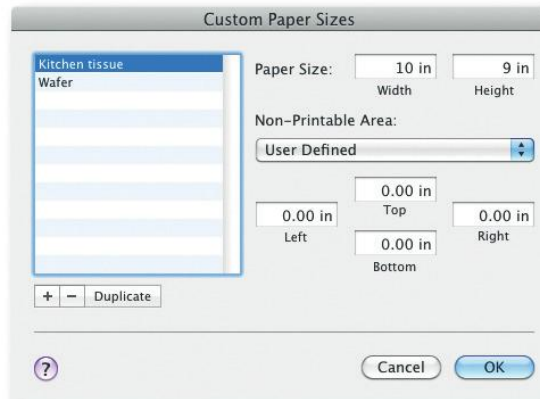 Custom Paper Sizes
Kitchen tissue
Wafer
Paper Size:
10 in
9 in
Width
Height
Non-Printable Area:
User Defined
0.00 in
Top
0.00 in
Left
0.00 in
Right
0.00 in
Bottom
+ − Duplicate
?
Cancel
OK